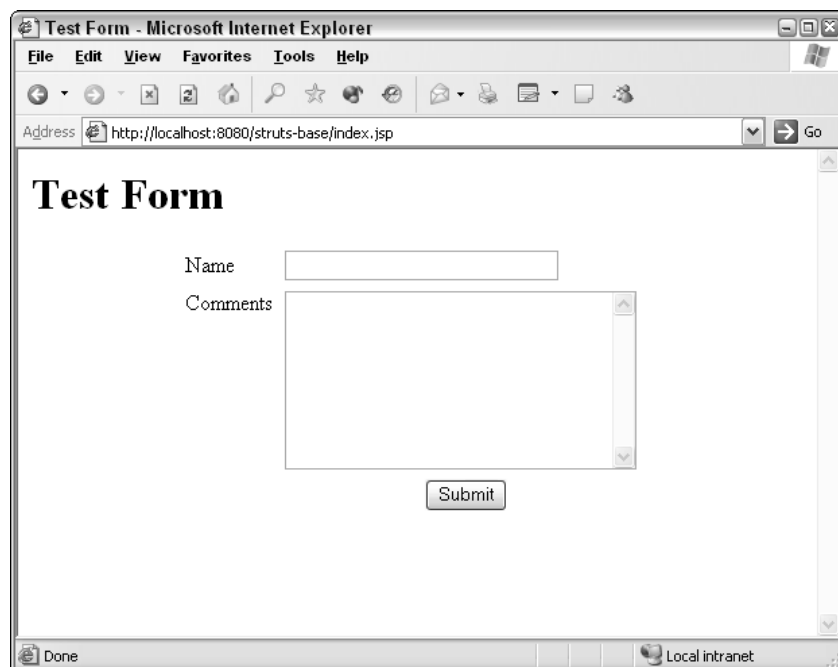 Test Form - Microsoft Internet Explorer
File Edit View Favorites Tools Help
Address http://localhost:8080/struts-base/index.jsp Go
Test Form
Name
Comments
Submit
Done Local intranet